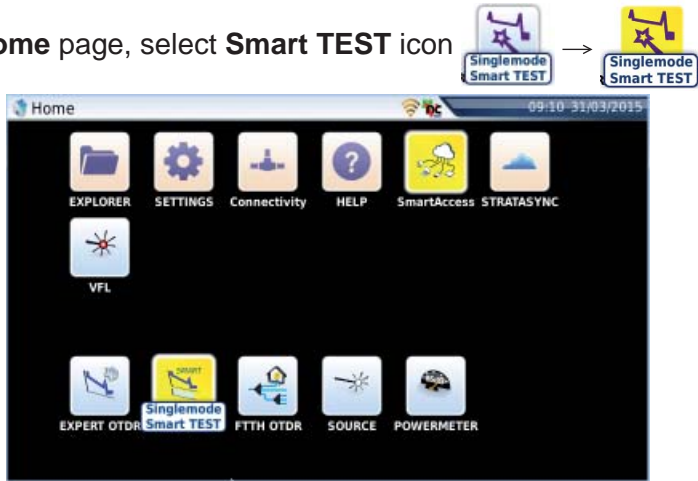 ome page, select Smart TEST icon
Singlemode
Smart TEST
→
Singlemode
Smart TEST
Home
DC
09:10 31/03/2015
EXPLORER SETTINGS Connectivity HELP SmartAccess STRATASYNC
VFL
SMART
Singlemode
EXPERT OTDR Smart TEST FTTH OTDR SOURCE POWERMETER